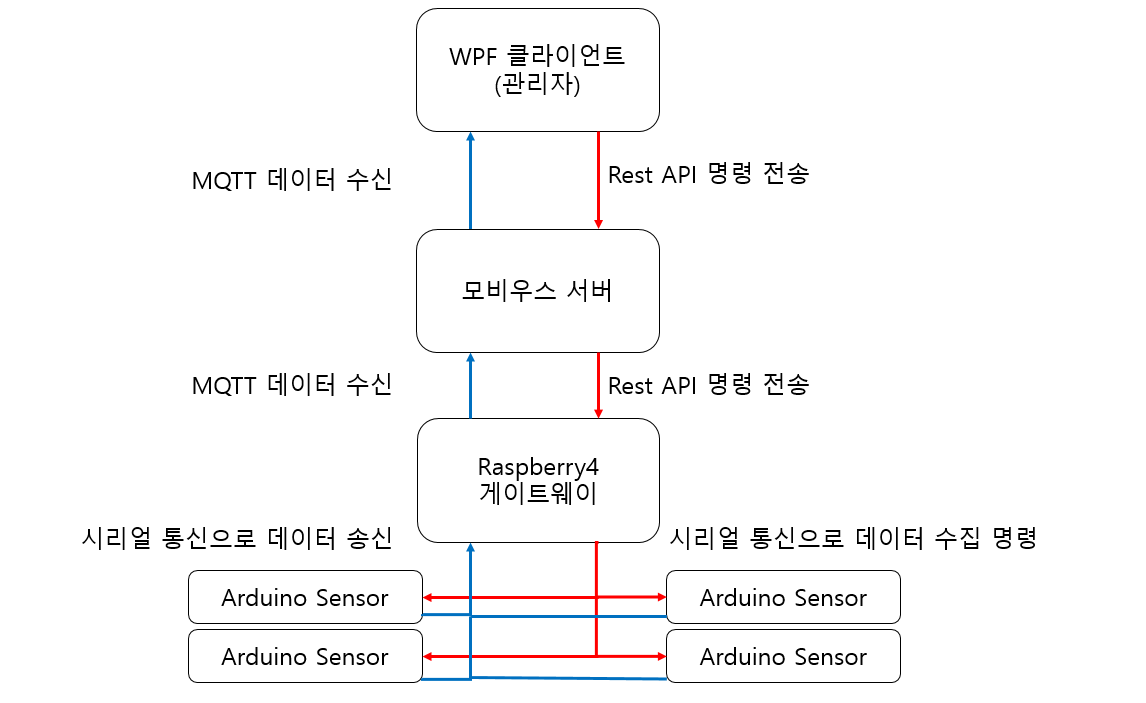 WPF 클라이언트
(관리자)
MQTT 데이터 수신
Rest API 명령 전송
모비우스 서버
MQTT 데이터 수신
Rest API 명령 전송
Raspberry4
게이트웨이
시리얼 통신으로 데이터 송신
시리얼 통신으로 데이터 수집 명령
Arduino Sensor
Arduino Sensor
Arduino Sensor
Arduino Sensor